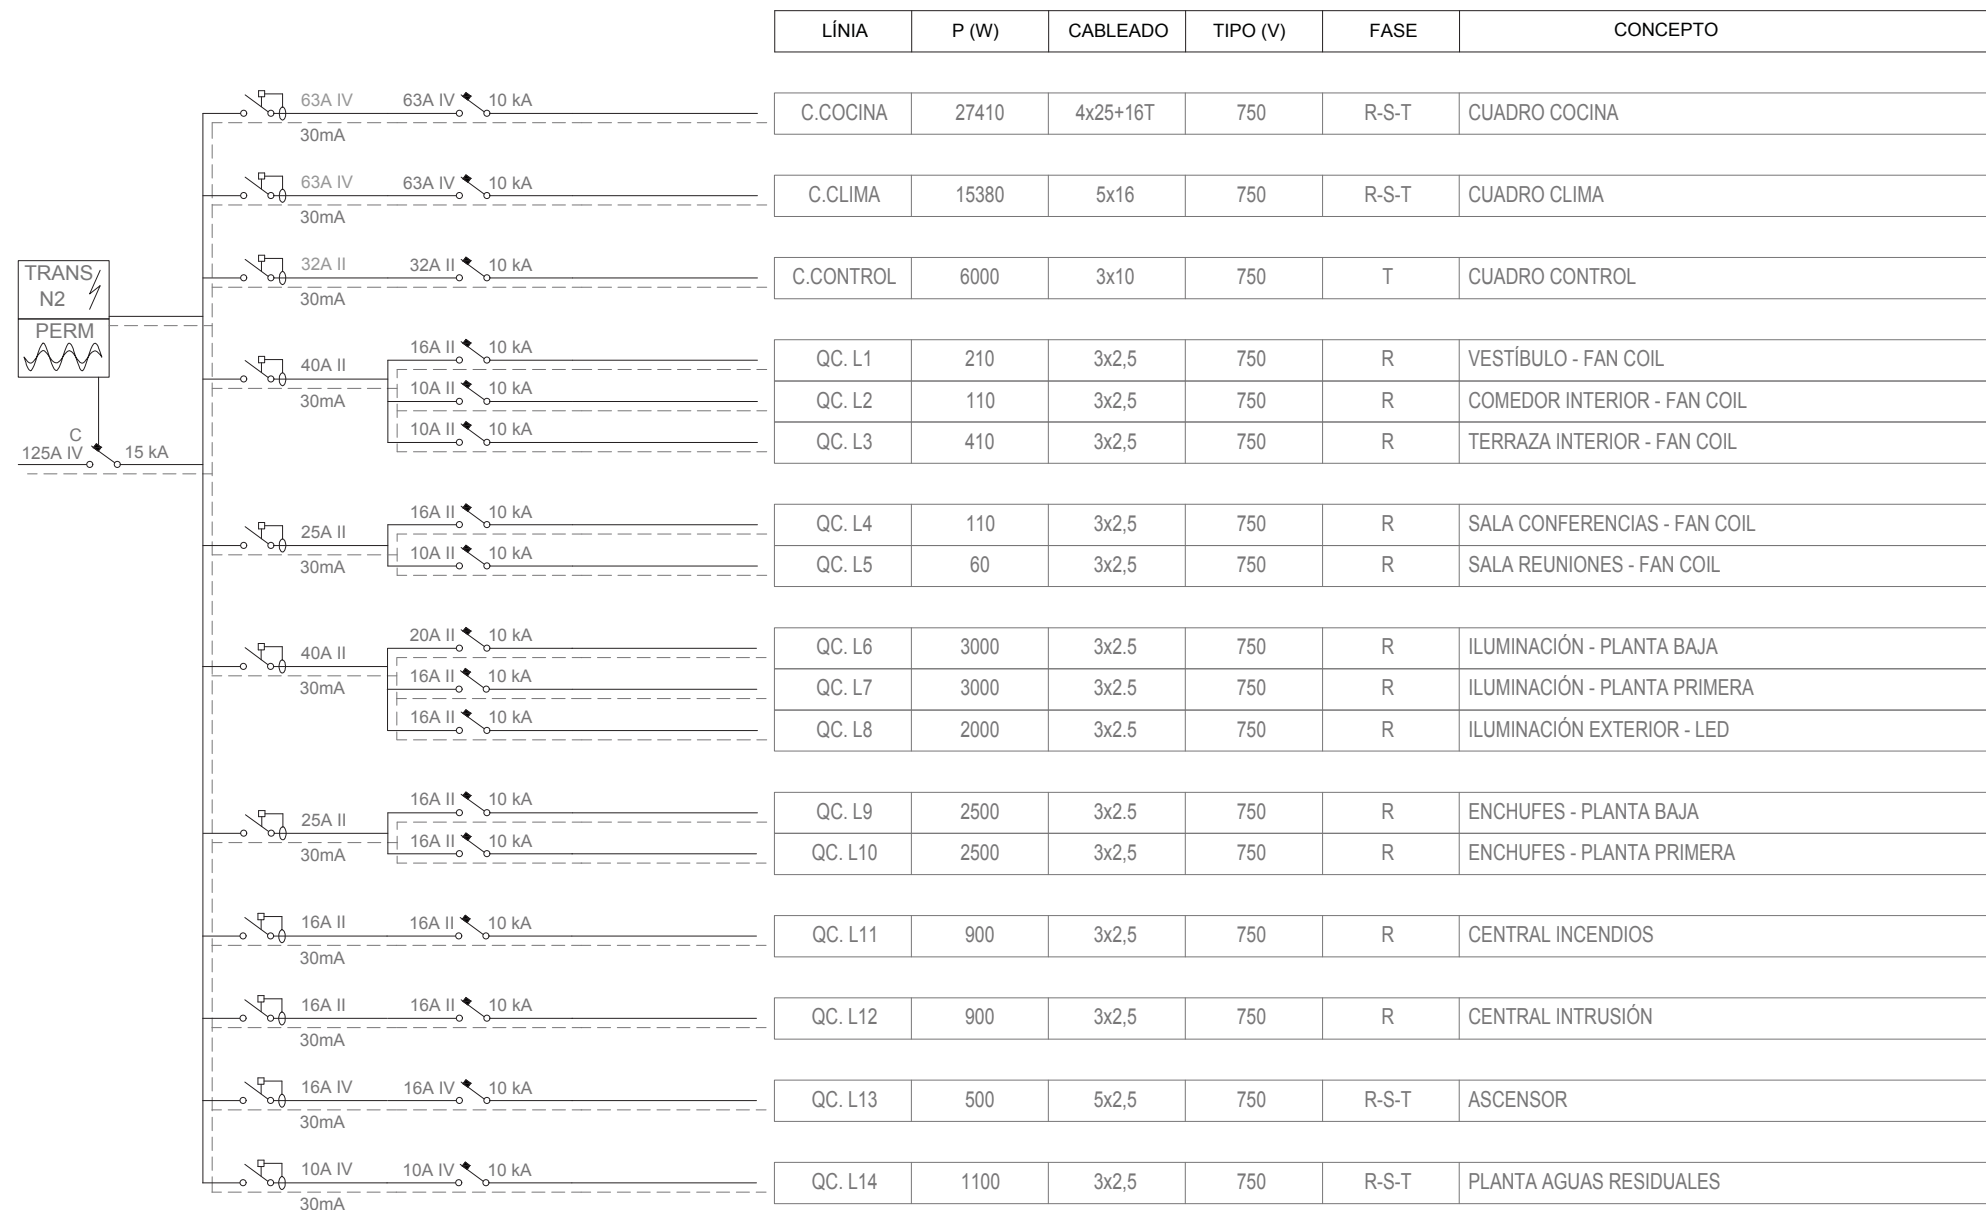 LÍNIA P (W) CABLEADO TIPO (V) FASE CONCEPTO
63A IV 63A IV 10 kA C.COCINA 27410 4x25+16T 750 R-S-T CUADRO COCINA
30mA
63A IV 63A IV 10 kA C.CLIMA 15380 5x16 750 R-S-T CUADRO CLIMA
30mA
32A II 32A II 10 kA C.CONTROL 6000 3x10 750 T CUADRO CONTROL
30mA
TRANS
N2
PERM
16A II 10 kA QC. L1 210 3x2,5 750 R VESTÍBULO - FAN COIL
40A II
30mA
10A II 10 kA QC. L2 110 3x2,5 750 R COMEDOR INTERIOR - FAN COIL
10A II 10 kA QC. L3 410 3x2,5 750 R TERRAZA INTERIOR - FAN COIL
C
125A IV 15 kA
16A II 10 kA QC. L4 110 3x2,5 750 R SALA CONFERENCIAS - FAN COIL
25A II
30mA
10A II 10 kA QC. L5 60 3x2,5 750 R SALA REUNIONES - FAN COIL
20A II 10 kA QC. L6 3000 3x2.5 750 R ILUMINACIÓN - PLANTA BAJA
40A II
30mA
16A II 10 kA QC. L7 3000 3x2.5 750 R ILUMINACIÓN - PLANTA PRIMERA
16A II 10 kA QC. L8 2000 3x2.5 750 R ILUMINACIÓN EXTERIOR - LED
16A II 10 kA QC. L9 2500 3x2.5 750 R ENCHUFES - PLANTA BAJA
25A II
30mA
16A II 10 kA QC. L10 2500 3x2,5 750 R ENCHUFES - PLANTA PRIMERA
16A II 16A II 10 kA QC. L11 900 3x2,5 750 R CENTRAL INCENDIOS
30mA
16A II 16A II 10 kA QC. L12 900 3x2,5 750 R CENTRAL INTRUSIÓN
30mA
16A IV 16A IV 10 kA QC. L13 500 5x2,5 750 R-S-T ASCENSOR
30mA
10A IV 10A IV 10 kA QC. L14 1100 3x2,5 750 R-S-T PLANTA AGUAS RESIDUALES
30mA